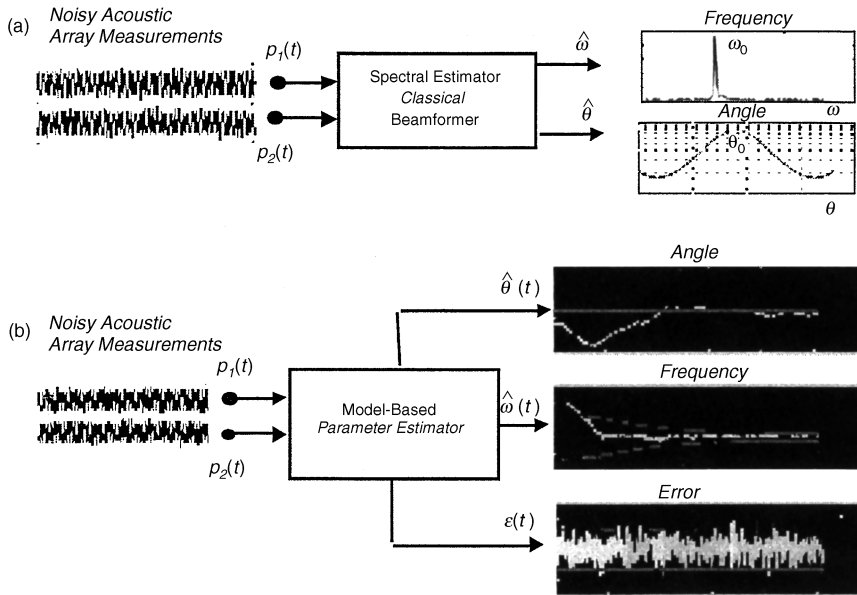 (a)
Noisy Acoustic
Array Measurements
p₁(t)
p₂(t)
Spectral Estimator
Classical
Beamformer
ω̂
θ̂
Frequency
ω₀
ω
Angle
θ₀
θ
(b)
Noisy Acoustic
Array Measurements
p₁(t)
p₂(t)
Model-Based
Parameter Estimator
θ̂ (t)
Angle
ω̂ (t)
Frequency
ε(t)
Error